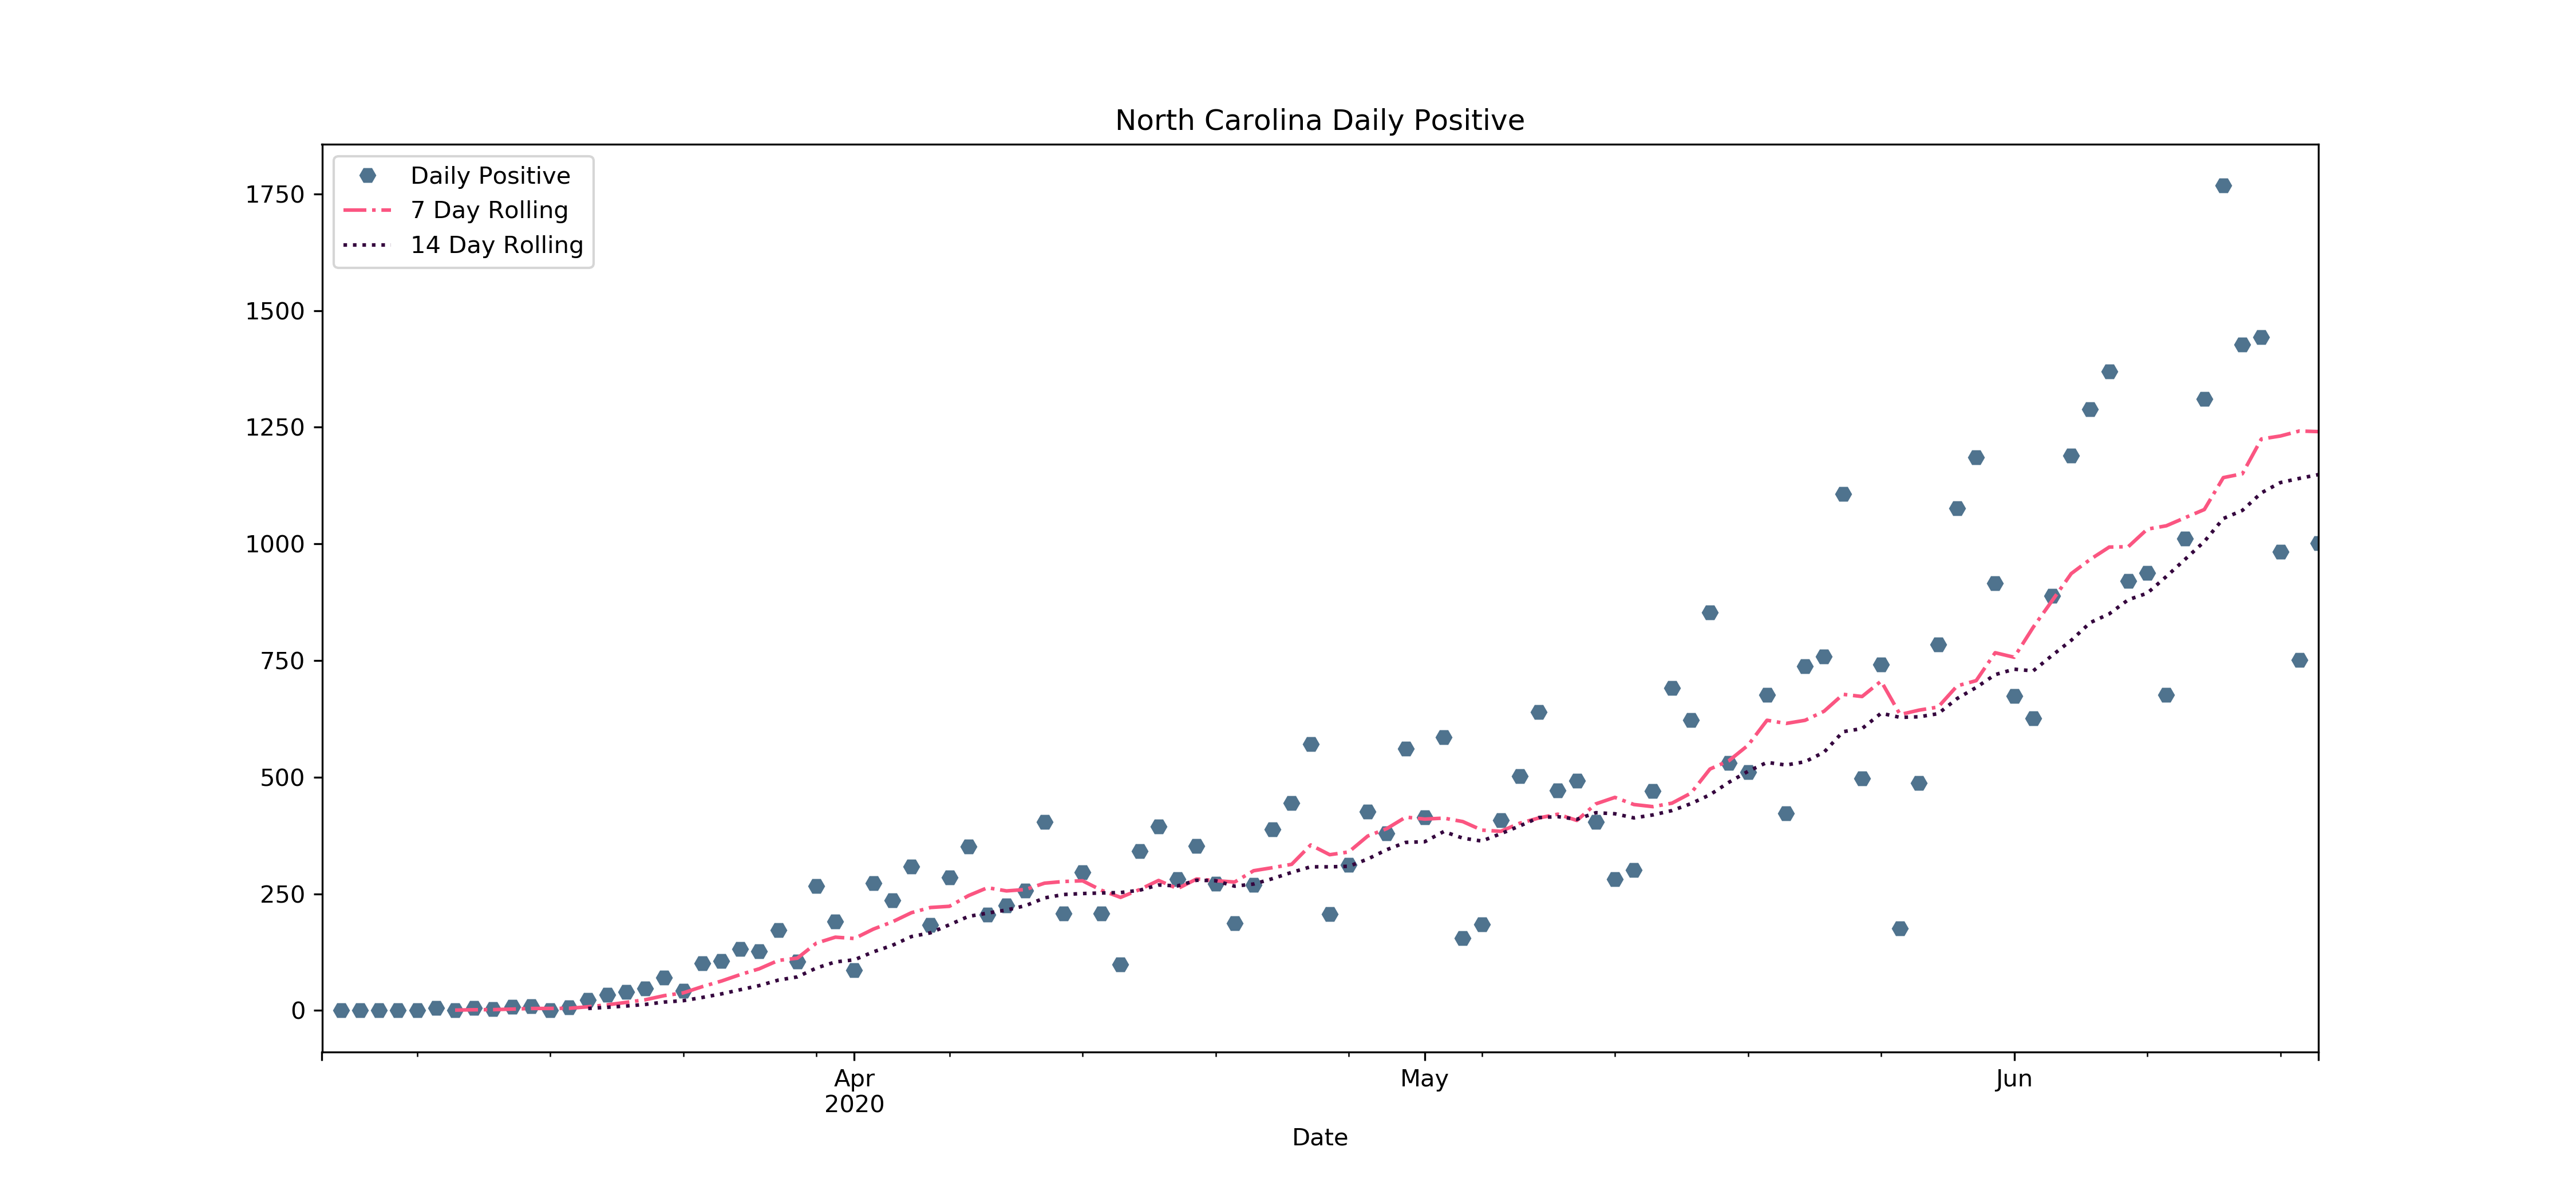 North Carolina Daily Positive
Daily Positive
7 Day Rolling
14 Day Rolling
1750
1500
1250
1000
750
500
250
0
Apr
2020
May
Jun
Date